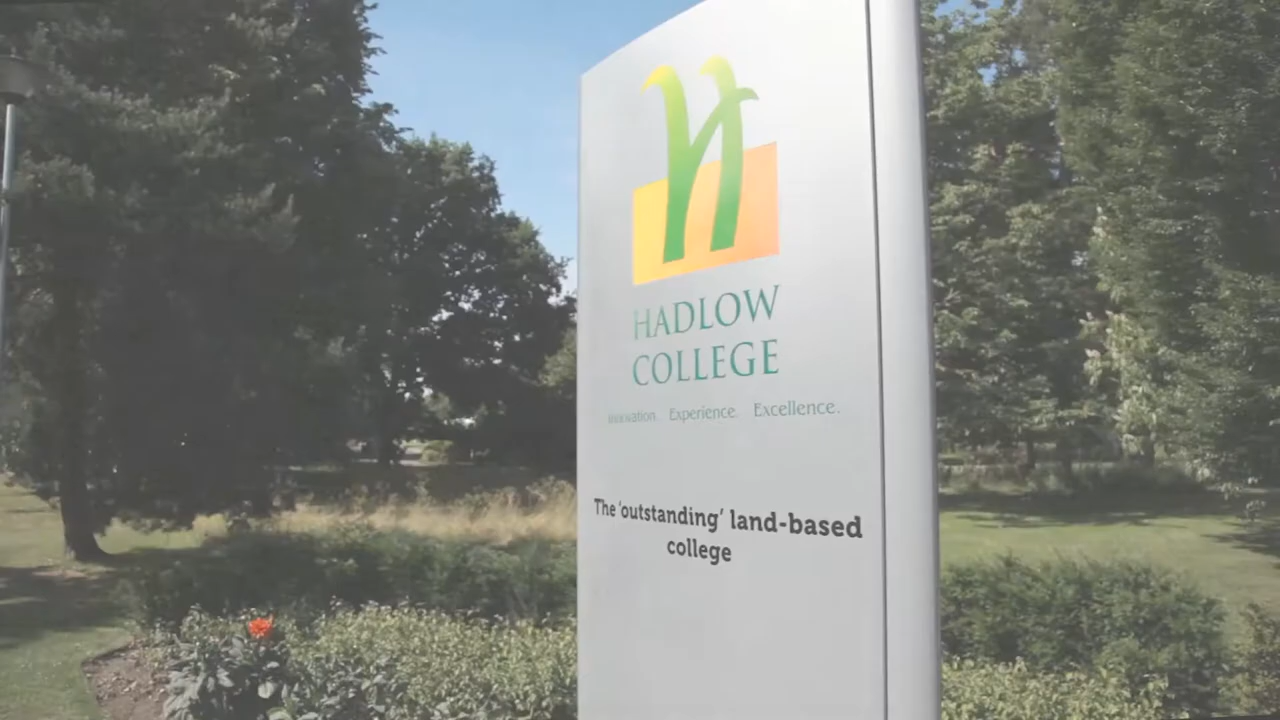 HADLOW
COLLEGE
Innovation. Experience. Excellence.
The 'outstanding' land-based
college